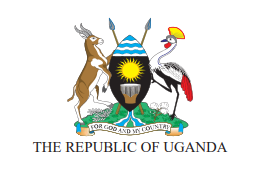 FOR GOD AND MY COUNTRY
THE REPUBLIC OF UGANDA